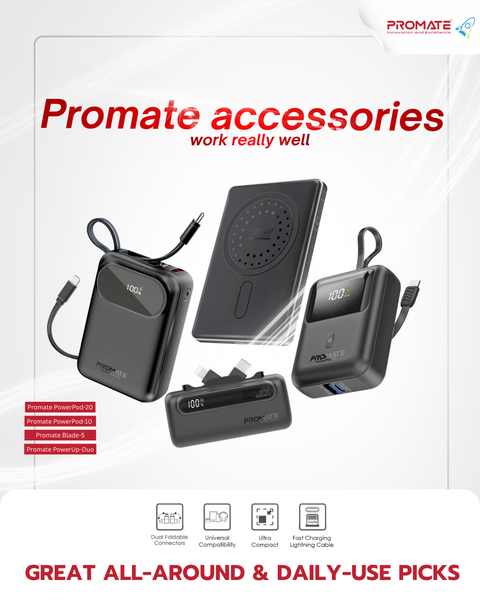 PROMATE
Innovation and Excellence
Promate accessories
work really well
100%
100%
PROMATE
PROMATE
100%
PROMATE
Promate PowerPod-20
Promate PowerPod-10
Promate Blade-5
Promate PowerUp-Duo
Dual Foldable
Connectors
Universal
Compatibility
Ultra
Compact
Fast Charging
Lightning Cable
GREAT ALL-AROUND & DAILY-USE PICKS